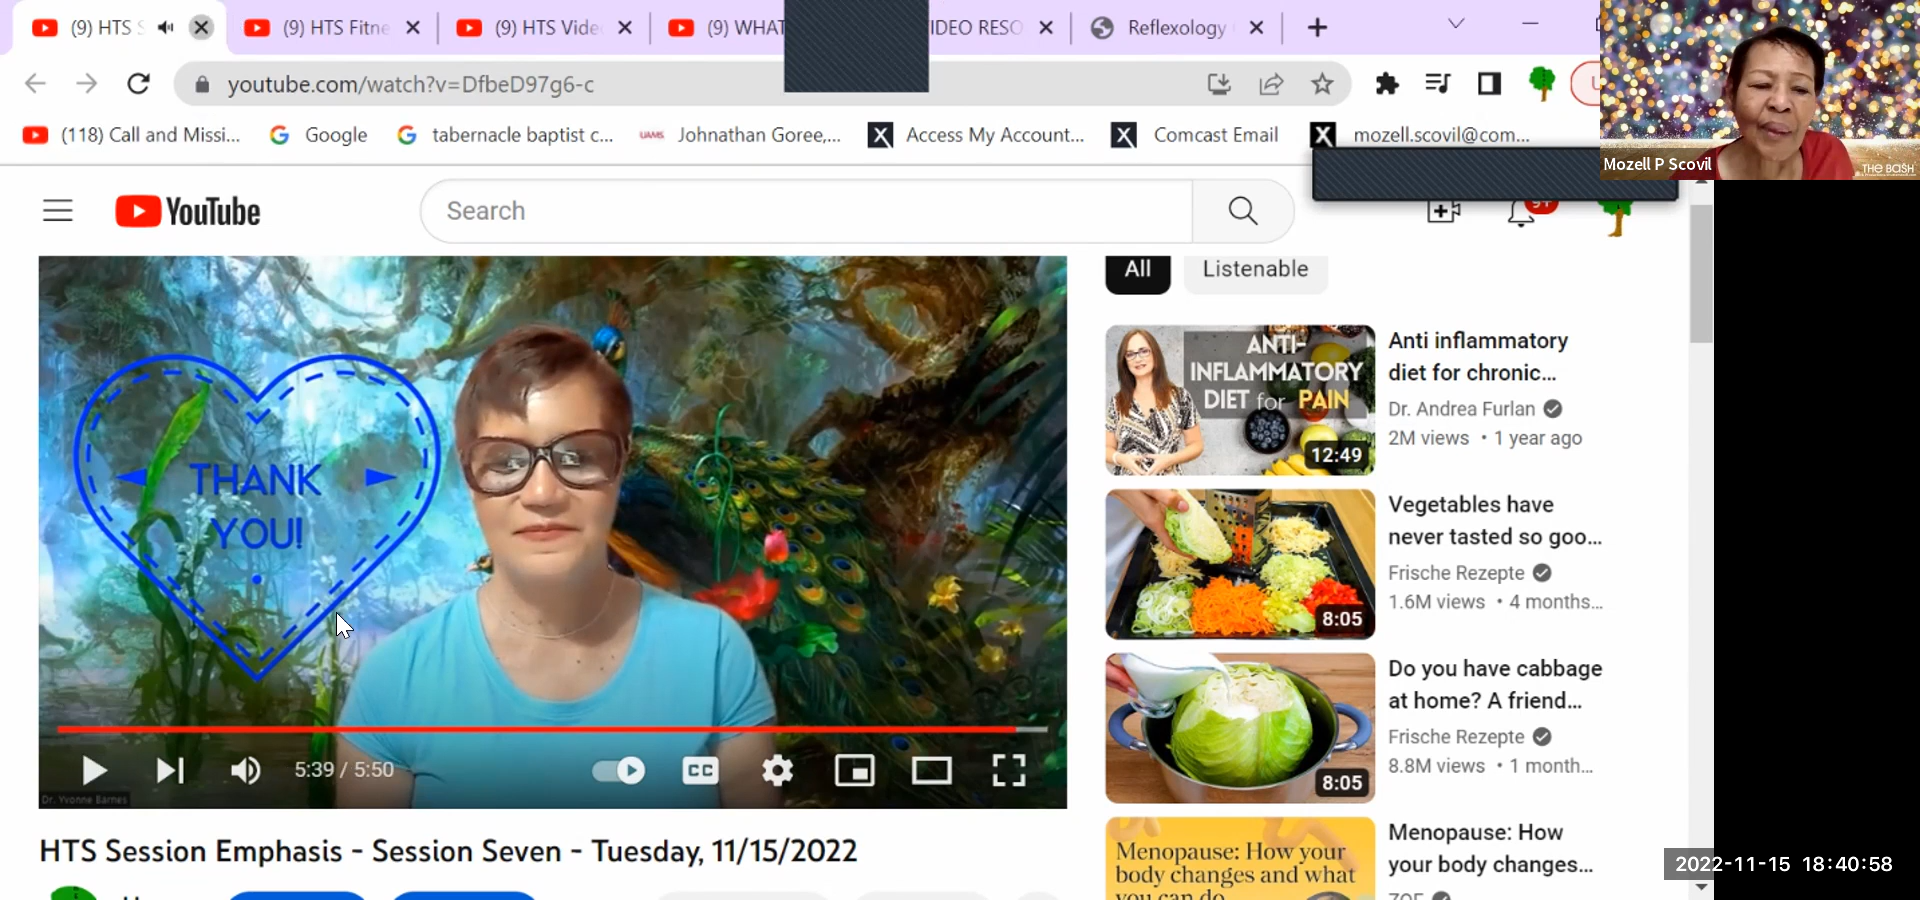 (9) HTS S
(9) HTS Fitne
(9) HTS Vide
(9) WHAT
IDEO RESO
Reflexology
youtube.com/watch?v=DfbeD97g6-c
(118) Call and Missi...
Google
tabernacle baptist c...
UAMS
Johnathan Goree,...
X
Access My Account...
X
Comcast Email
X
mozell.scovil@com...
Mozell P Scovil
THE BASH
YouTube
Search
9+
All
Listenable
THANK
YOU!
ANTI-
INFLAMMATORY
DIET for PAIN
12:49
Anti inflammatory
diet for chronic...
Dr. Andrea Furlan
2M views • 1 year ago
8:05
Vegetables have
never tasted so goo...
Frische Rezepte
1.6M views • 4 months...
8:05
Do you have cabbage
at home? A friend...
Frische Rezepte
8.8M views • 1 month...
5:39 / 5:50
CC
Dr. Yvonne Barnes
HTS Session Emphasis - Session Seven - Tuesday, 11/15/2022
Menopause: How your
body changes and what
you can do
Menopause: How
your body changes...
ZOE
2022-11-15 18:40:58